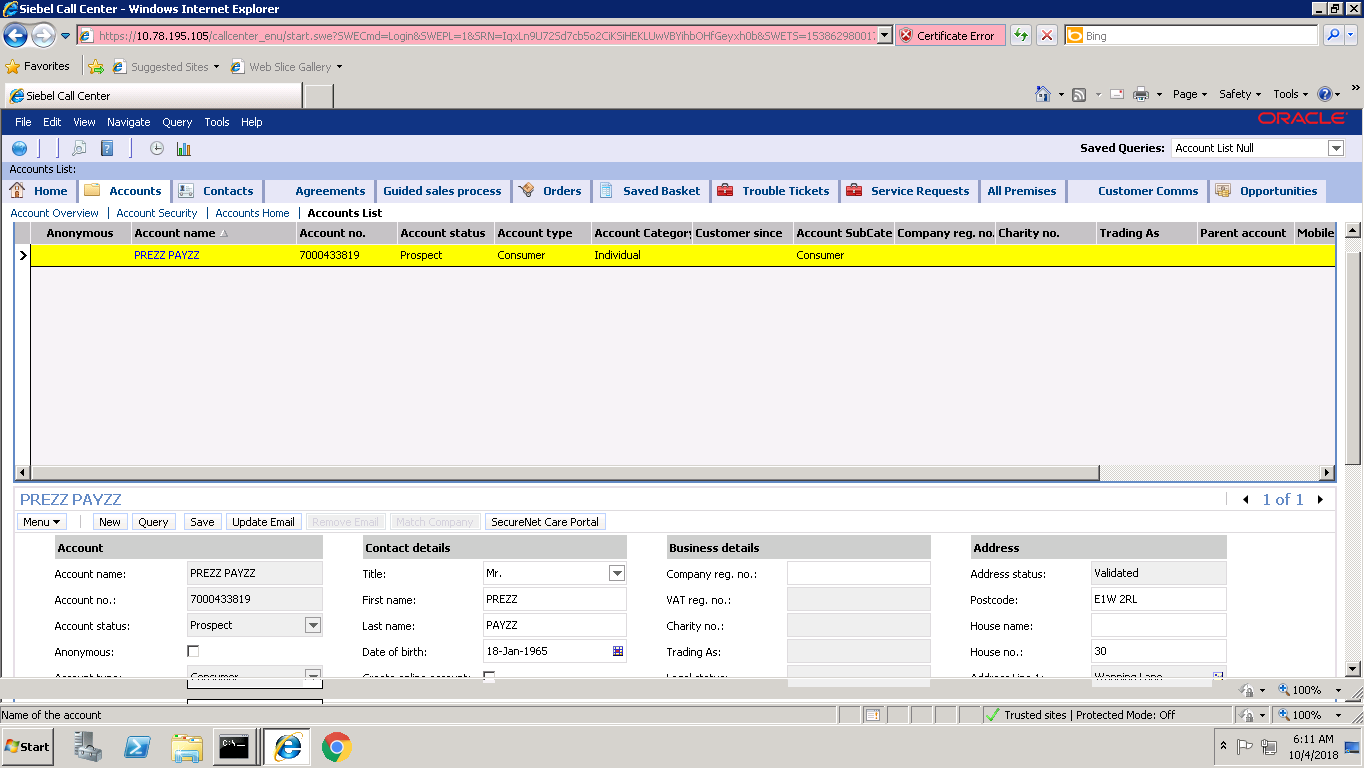 Siebel Call Center - Windows Internet Explorer
https://10.78.195.105/callcenter_enu/start.swe?SWECmd=Login&SWEPL=1&SRN= Certificate Error Bing
Favorites Suggested Sites Web Slice Gallery
Siebel Call Center Page Safety Tools
File Edit View Navigate Query Tools Help ORACLE
Saved Queries: Account List Null
Accounts List:
Home Accounts Contacts Agreements Guided sales process Orders Saved Basket Trouble Tickets Service Requests All Premises Customer Comms Opportunities
Account Overview | Account Security | Accounts Home | Accounts List
Anonymous Account name Account no. Account status Account type Account Category Customer since Account SubCate Company reg. no. Charity no. Trading As Parent account Mobile
PREZZ PAYZZ 7000433819 Prospect Consumer Individual Consumer
PREZZ PAYZZ 1 of 1
Menu New Query Save Update Email Remove Email Match Company SecureNet Care Portal
Account Contact details Business details Address
Account name: PREZZ PAYZZ Title: Mr. Company reg. no.: Address status: Validated
Account no.: 7000433819 First name: PREZZ VAT reg. no.: Postcode: E1W 2RL
Account status: Prospect Last name: PAYZZ Charity no.: House name:
Anonymous: Date of birth: 18-Jan-1965 Trading As: House no.: 30
Account type: Consumer Create online account: Legal status: Address Line 1: Wapping Lane
100%
Name of the account Trusted sites | Protected Mode: Off 100%
Start C:\. 6:11 AM
10/4/2018